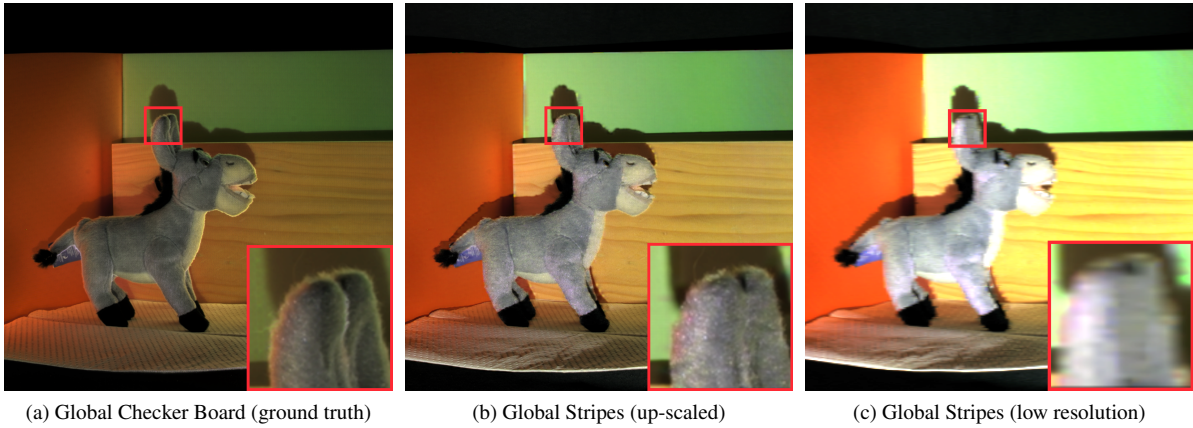 (a) Global Checker Board (ground truth)
(b) Global Stripes (up-scaled)
(c) Global Stripes (low resolution)